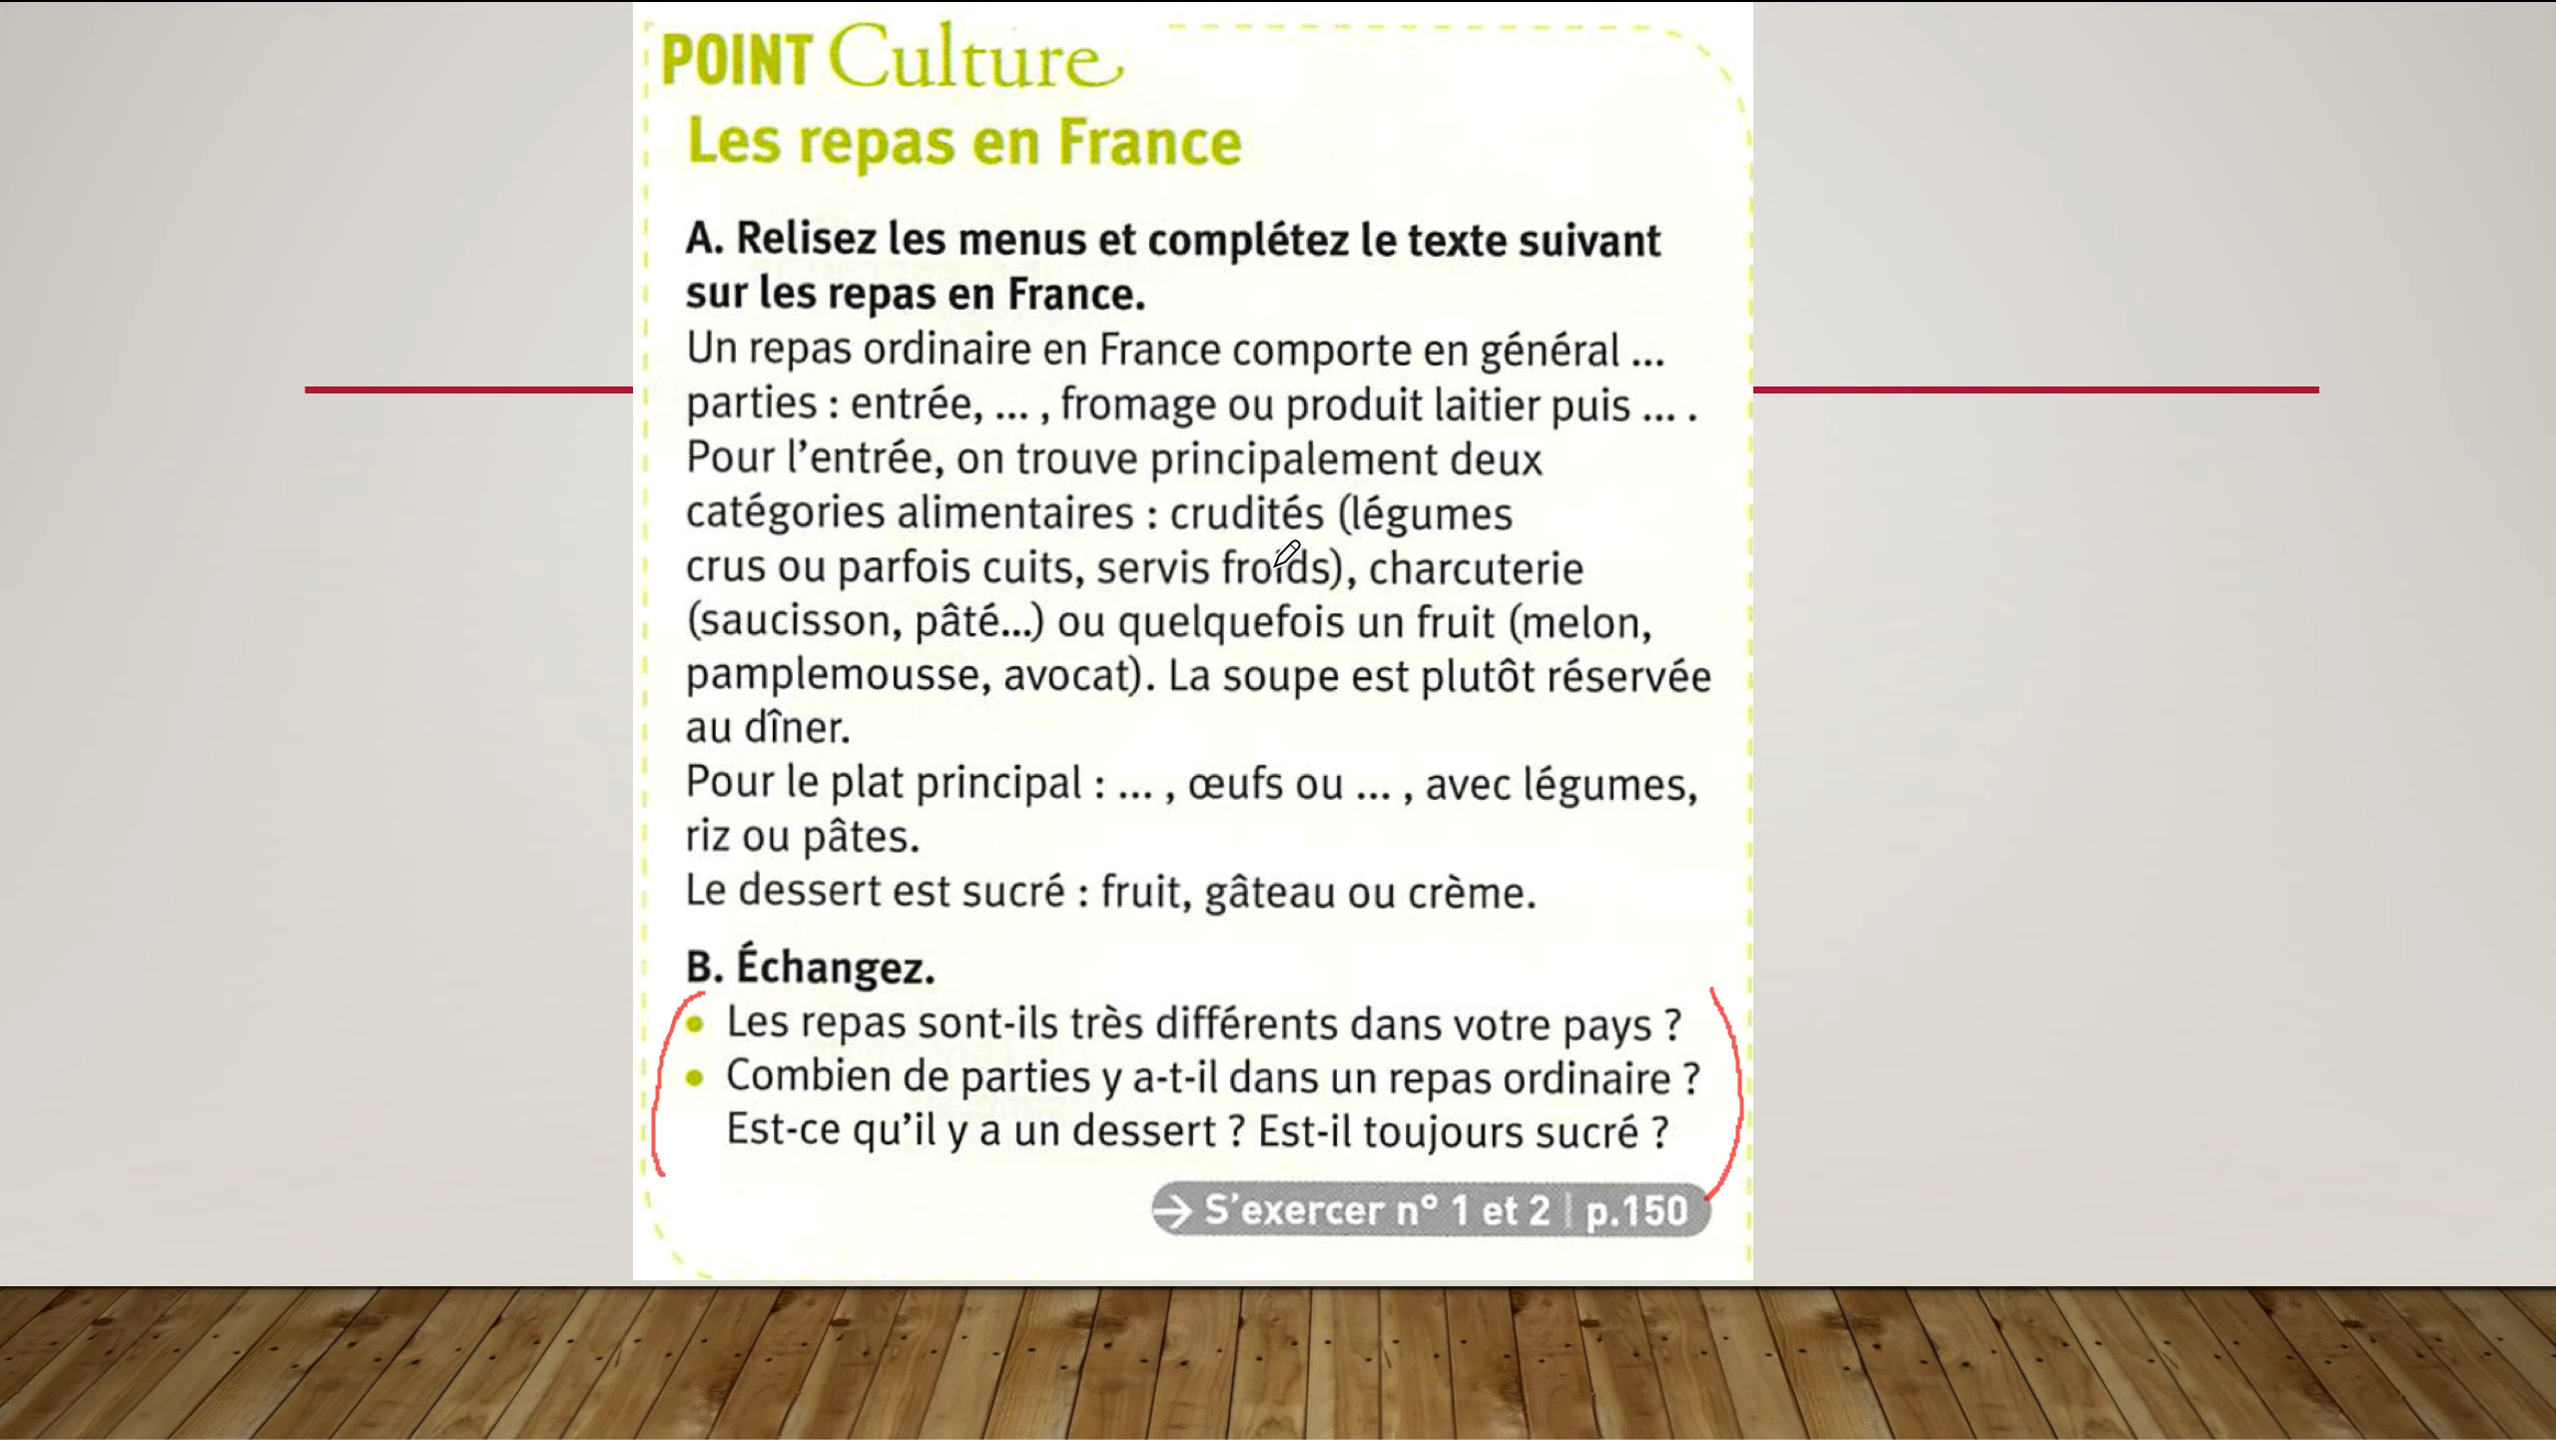 POINT Culture
Les repas en France
A. Relisez les menus et complétez le texte suivant
sur les repas en France.
Un repas ordinaire en France comporte en général ...
parties : entrée, ... , fromage ou produit laitier puis ... .
Pour l’entrée, on trouve principalement deux
catégories alimentaires : crudités (légumes
crus ou parfois cuits, servis froids), charcuterie
(saucisson, pâté...) ou quelquefois un fruit (melon,
pamplemousse, avocat). La soupe est plutôt réservée
au dîner.
Pour le plat principal : ... , œufs ou ... , avec légumes,
riz ou pâtes.
Le dessert est sucré : fruit, gâteau ou crème.
B. Échangez.
• Les repas sont-ils très différents dans votre pays ?
• Combien de parties y a-t-il dans un repas ordinaire ?
Est-ce qu’il y a un dessert ? Est-il toujours sucré ?
→ S’exercer n° 1 et 2 | p.150